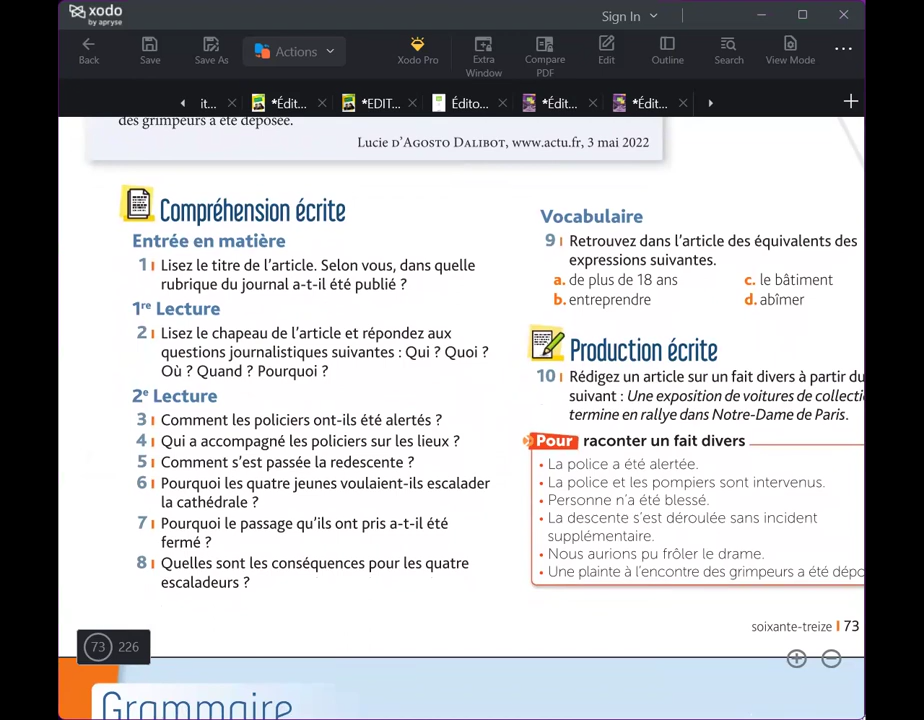 xodo
by apryse
Sign In
Back
Save
Save As
Actions
Xodo Pro
Extra
Window
Compare
PDF
Edit
Outline
Search
View Mode
it...
*Édit...
*EDIT...
Édito...
*Édit...
*Édit...
des grimpeurs a été déposée.
Lucie d'Agosto Dalibot, www.actu.fr, 3 mai 2022
Compréhension écrite
Entrée en matière
1 Lisez le titre de l'article. Selon vous, dans quelle
rubrique du journal a-t-il été publié ?
1re Lecture
2 Lisez le chapeau de l'article et répondez aux
questions journalistiques suivantes : Qui ? Quoi ?
Où ? Quand ? Pourquoi ?
2e Lecture
3 Comment les policiers ont-ils été alertés ?
4 Qui a accompagné les policiers sur les lieux ?
5 Comment s'est passée la redescente ?
6 Pourquoi les quatre jeunes voulaient-ils escalader
la cathédrale ?
7 Pourquoi le passage qu'ils ont pris a-t-il été
fermé ?
8 Quelles sont les conséquences pour les quatre
escaladeurs ?
Vocabulaire
9 Retrouvez dans l'article des équivalents des
expressions suivantes.
a. de plus de 18 ans
c. le bâtiment
b. entreprendre
d. abîmer
Production écrite
10 Rédigez un article sur un fait divers à partir du
suivant : Une exposition de voitures de collecti
termine en rallye dans Notre-Dame de Paris.
Pour raconter un fait divers
• La police a été alertée.
• La police et les pompiers sont intervenus.
• Personne n'a été blessé.
• La descente s'est déroulée sans incident
supplémentaire.
• Nous aurions pu frôler le drame.
• Une plainte à l'encontre des grimpeurs a été dépo
soixante-treize 73
73 226
Grammaire